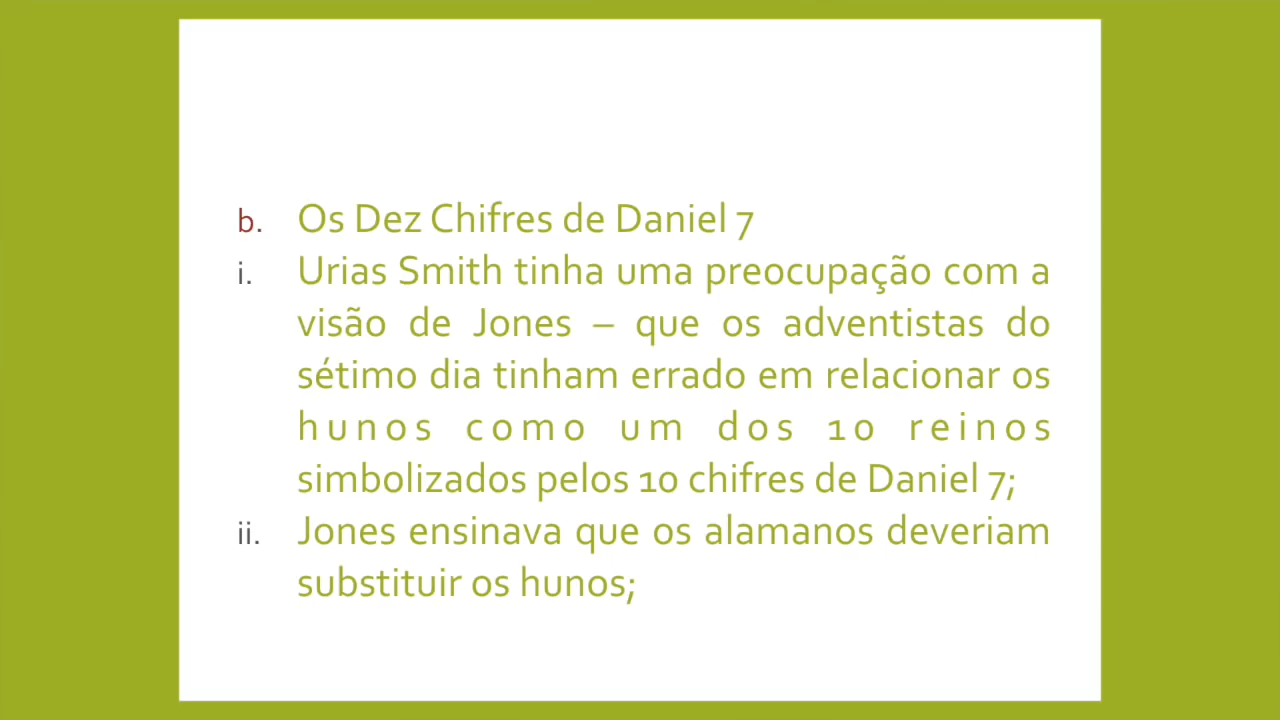 b. Os Dez Chifres de Daniel 7
i. Urias Smith tinha uma preocupação com a
visão de Jones – que os adventistas do
sétimo dia tinham errado em relacionar os
hunos como um dos 10 reinos
simbolizados pelos 10 chifres de Daniel 7;
ii. Jones ensinava que os alamanos deveriam
substituir os hunos;